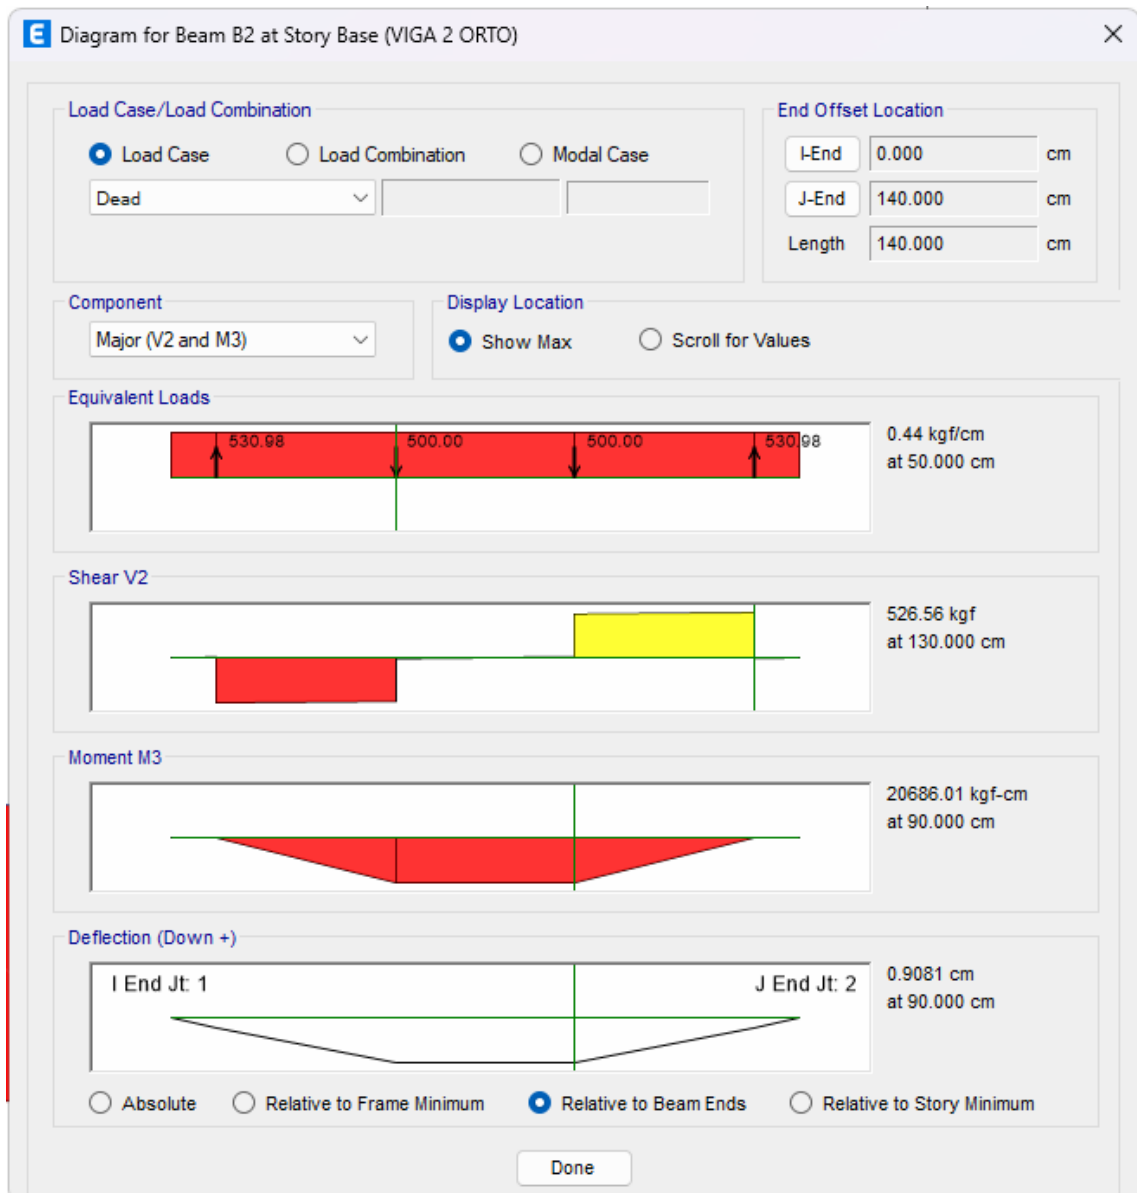 E Diagram for Beam B2 at Story Base (VIGA 2 ORTO)
Load Case/Load Combination
Load Case Load Combination Modal Case
Dead
End Offset Location
I-End 0.000 cm
J-End 140.000 cm
Length 140.000 cm
Component
Major (V2 and M3)
Display Location
Show Max Scroll for Values
Equivalent Loads
530.98 500.00 500.00 530.98
0.44 kgf/cm
at 50.000 cm
Shear V2
526.56 kgf
at 130.000 cm
Moment M3
20686.01 kgf-cm
at 90.000 cm
Deflection (Down +)
I End Jt: 1 J End Jt: 2
0.9081 cm
at 90.000 cm
Absolute Relative to Frame Minimum Relative to Beam Ends Relative to Story Minimum
Done